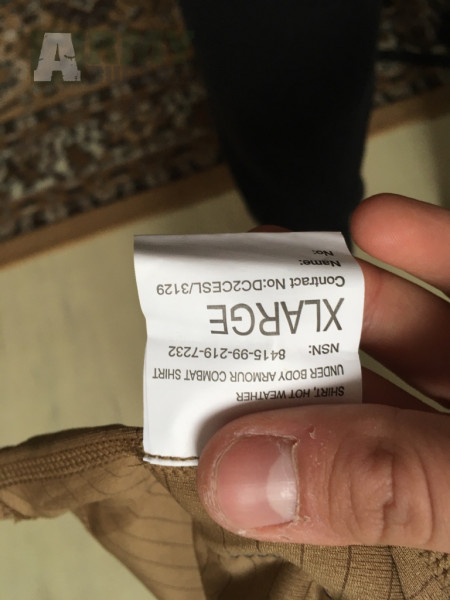 SHIRT, HOT WEATHER
UNDER BODY ARMOUR COMBAT SHIRT
NSN: 8415-99-219-7232
XLARGE
Contract No:DC2CESL/3129
Name:
No: